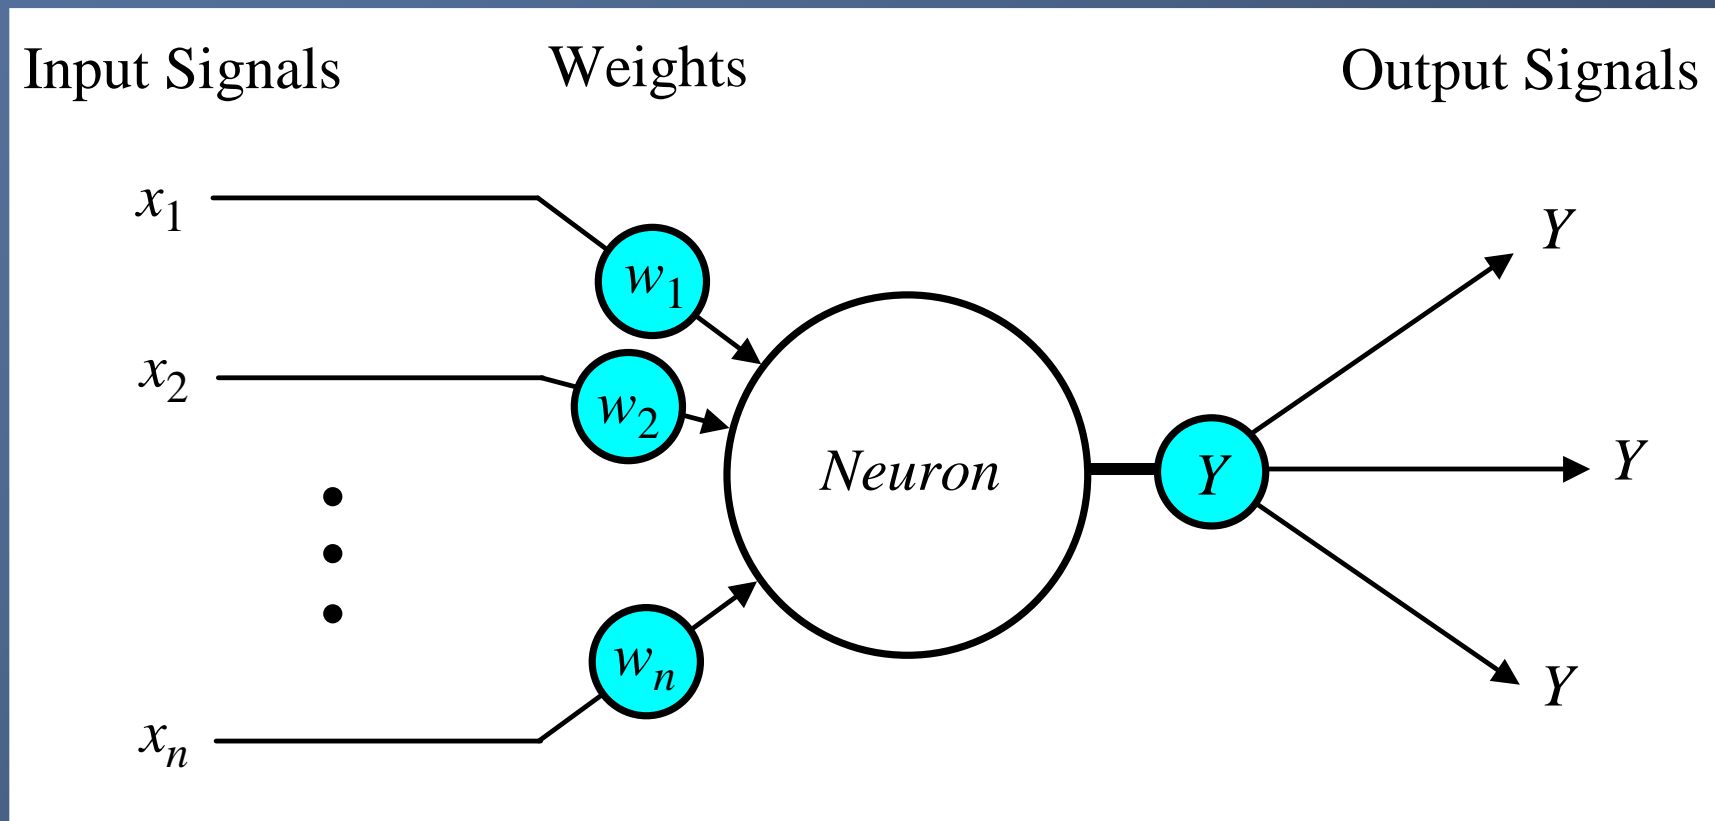 Input Signals Weights Output Signals
x₁
w₁
Y
x₂
w₂
Neuron
Y
Y
wₙ
Y
xₙ